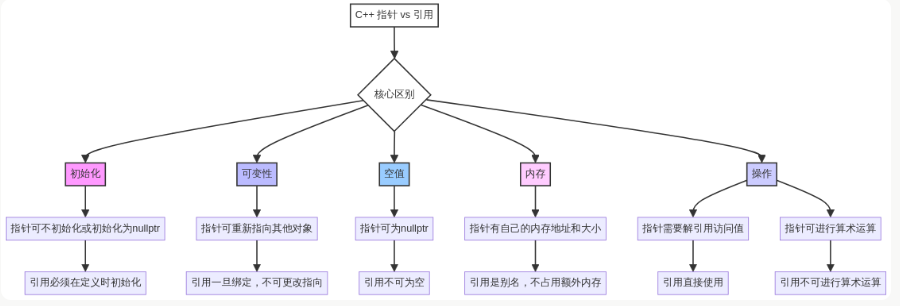 C++ 指针 vs 引用
核心区别
初始化
可变性
空值
内存
操作
指针可不初始化或初始化为nullptr
指针可重新指向其他对象
指针可为nullptr
指针有自己的内存地址和大小
指针需要解引用访问值
指针可进行算术运算
引用必须在定义时初始化
引用一旦绑定，不可更改指向
引用不可为空
引用是别名，不占用额外内存
引用直接使用
引用不可进行算术运算